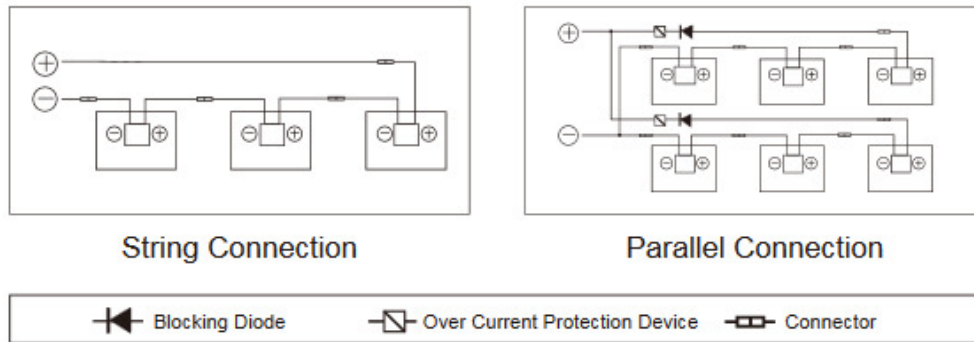 String Connection
Parallel Connection
Blocking Diode
Over Current Protection Device
Connector